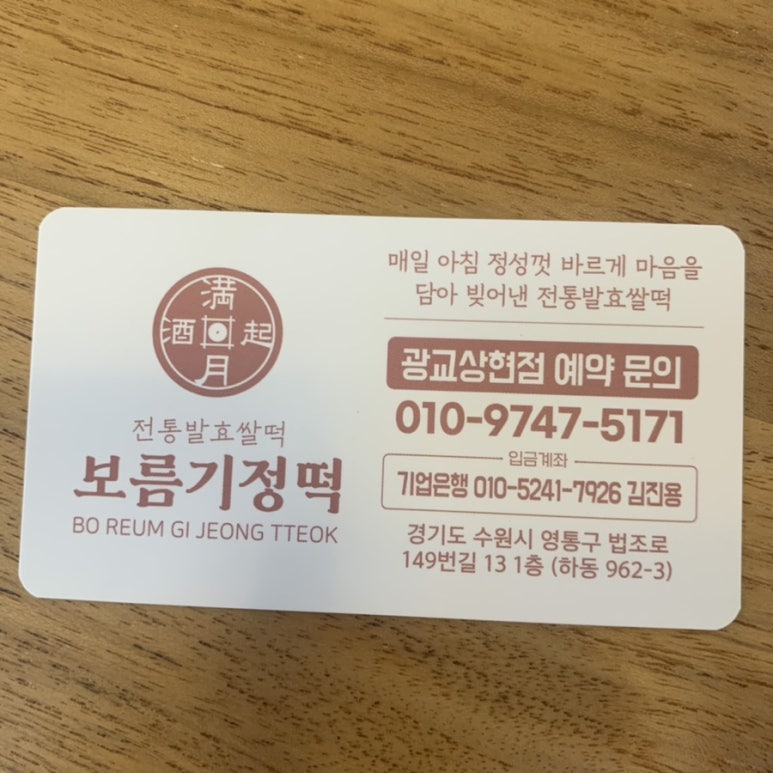 満
酒 起
月
전통발효쌀떡
보름기정떡
BO REUM GI JEONG TTEOK
매일 아침 정성껏 바르게 마음을
담아 빚어낸 전통발효쌀떡
광교상현점 예약 문의
010-9747-5171
입금계좌
기업은행 010-5241-7926 김진용
경기도 수원시 영통구 법조로
149번길 13 1층 (하동 962-3)